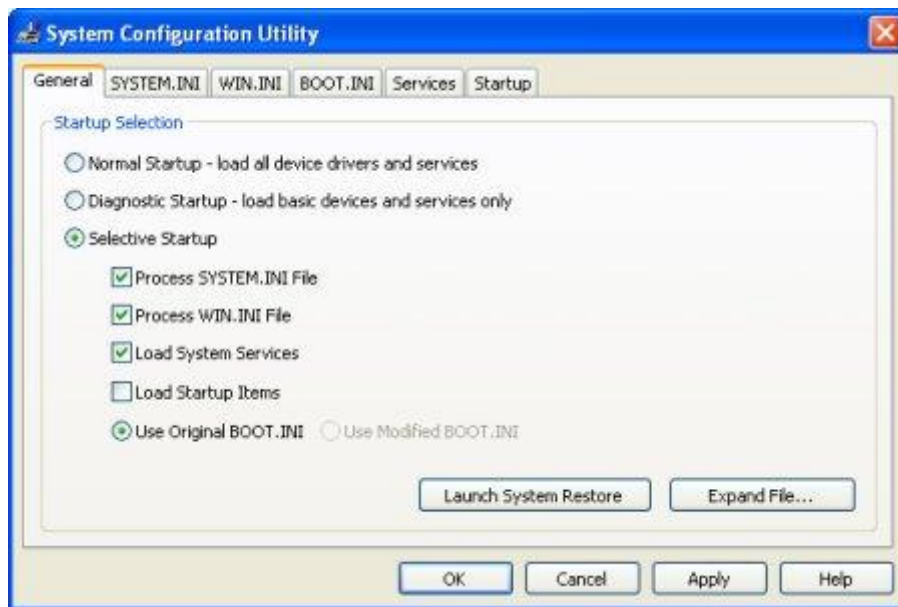 System Configuration Utility
General SYSTEM.INI WIN.INI BOOT.INI Services Startup
Startup Selection
Normal Startup - load all device drivers and services
Diagnostic Startup - load basic devices and services only
Selective Startup
Process SYSTEM.INI File
Process WIN.INI File
Load System Services
Load Startup Items
Use Original BOOT.INI Use Modified BOOT.INI
Launch System Restore Expand File...
OK Cancel Apply Help